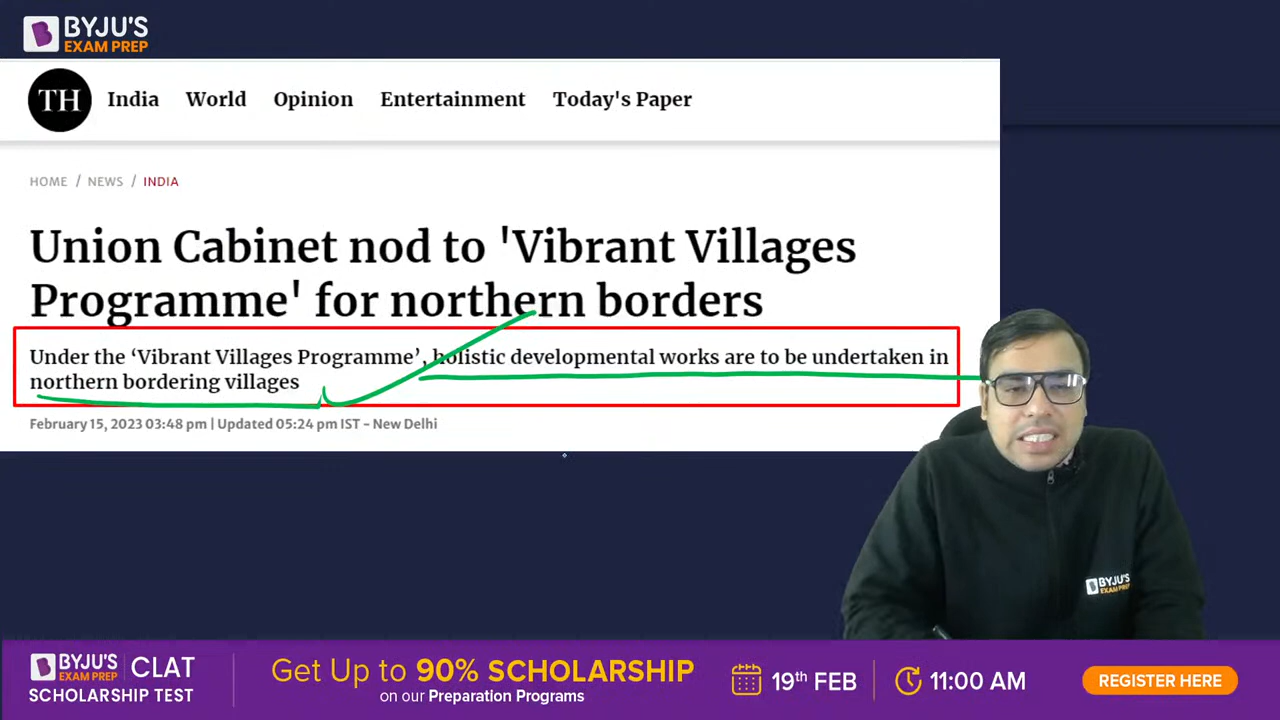 BYJU'S
EXAM PREP
TH India World Opinion Entertainment Today's Paper
HOME / NEWS / INDIA
Union Cabinet nod to 'Vibrant Villages
Programme' for northern borders
Under the ‘Vibrant Villages Programme’, holistic developmental works are to be undertaken in
northern bordering villages
February 15, 2023 03:48 pm | Updated 05:24 pm IST - New Delhi
BYJU'S
EXAM PREP
BYJU'S EXAM PREP CLAT
SCHOLARSHIP TEST
Get Up to 90% SCHOLARSHIP
on our Preparation Programs
19th FEB
11:00 AM
REGISTER HERE